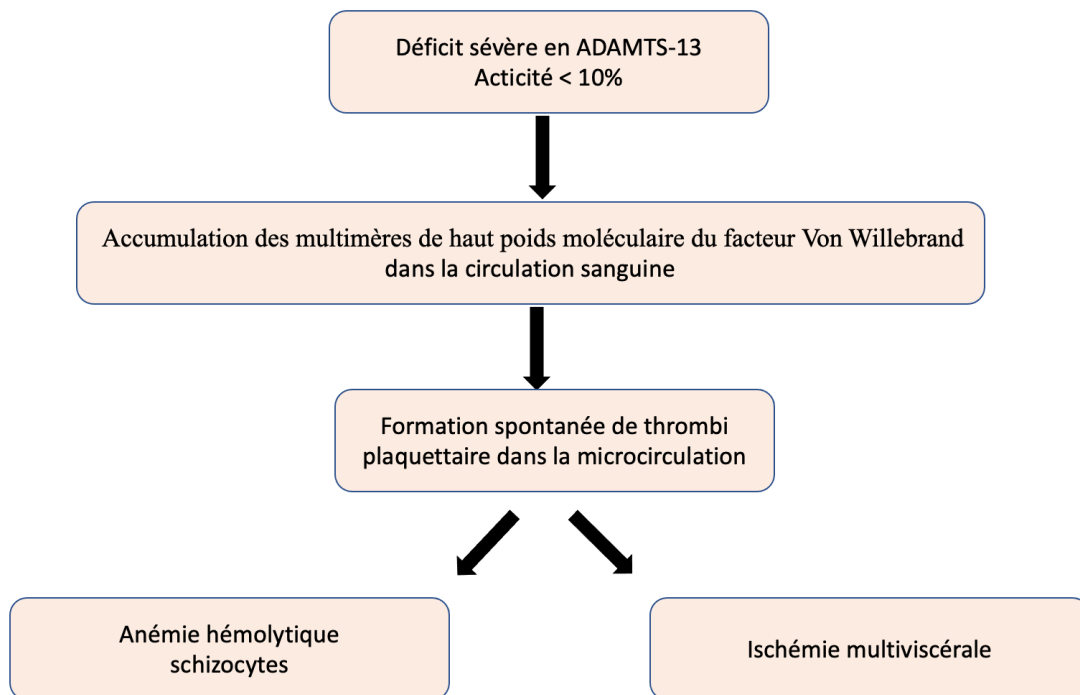 Déficit sévère en ADAMTS-13
Acticité < 10%
Accumulation des multimères de haut poids moléculaire du facteur Von Willebrand
dans la circulation sanguine
Formation spontanée de thrombi
plaquettaire dans la microcirculation
Anémie hémolytique
schizocytes
Ischémie multiviscérale